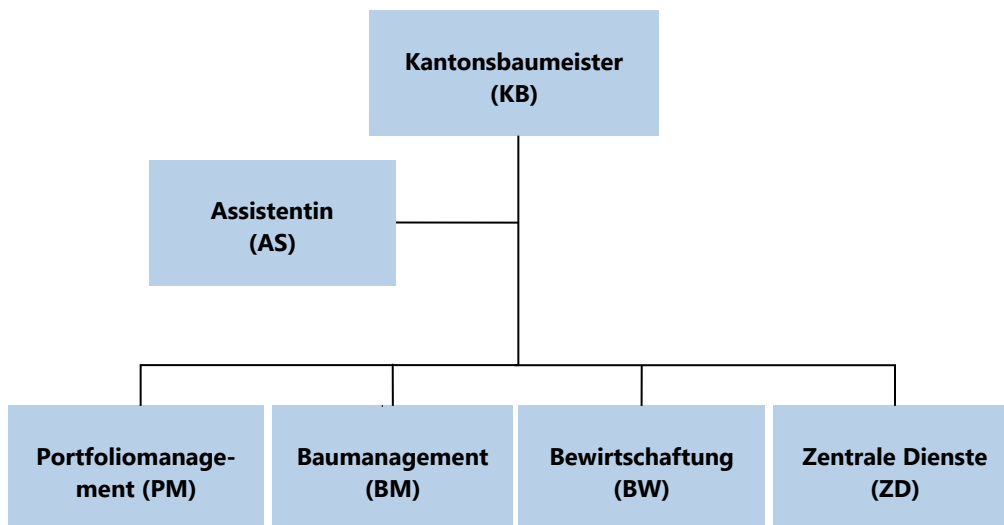 Kantonsbaumeister
(KB)
Assistentin
(AS)
Portfoliomanage-
ment (PM)
Baumanagement
(BM)
Bewirtschaftung
(BW)
Zentrale Dienste
(ZD)